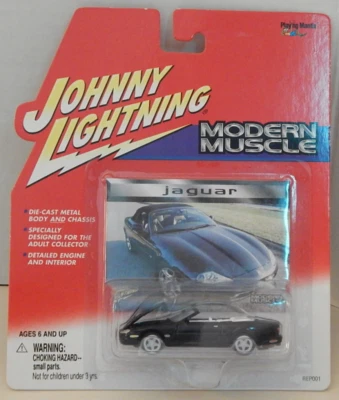 Playing Mantis
JOHNNY
LIGHTNING
MODERN
MUSCLE
jaguar
• DIE-CAST METAL
BODY AND CHASSIS
• SPECIALLY
DESIGNED FOR THE
ADULT COLLECTOR
• DETAILED ENGINE
AND INTERIOR
AGES 6 AND UP
WARNING:
CHOKING HAZARD--
small parts.
Not for children under 3 yrs.